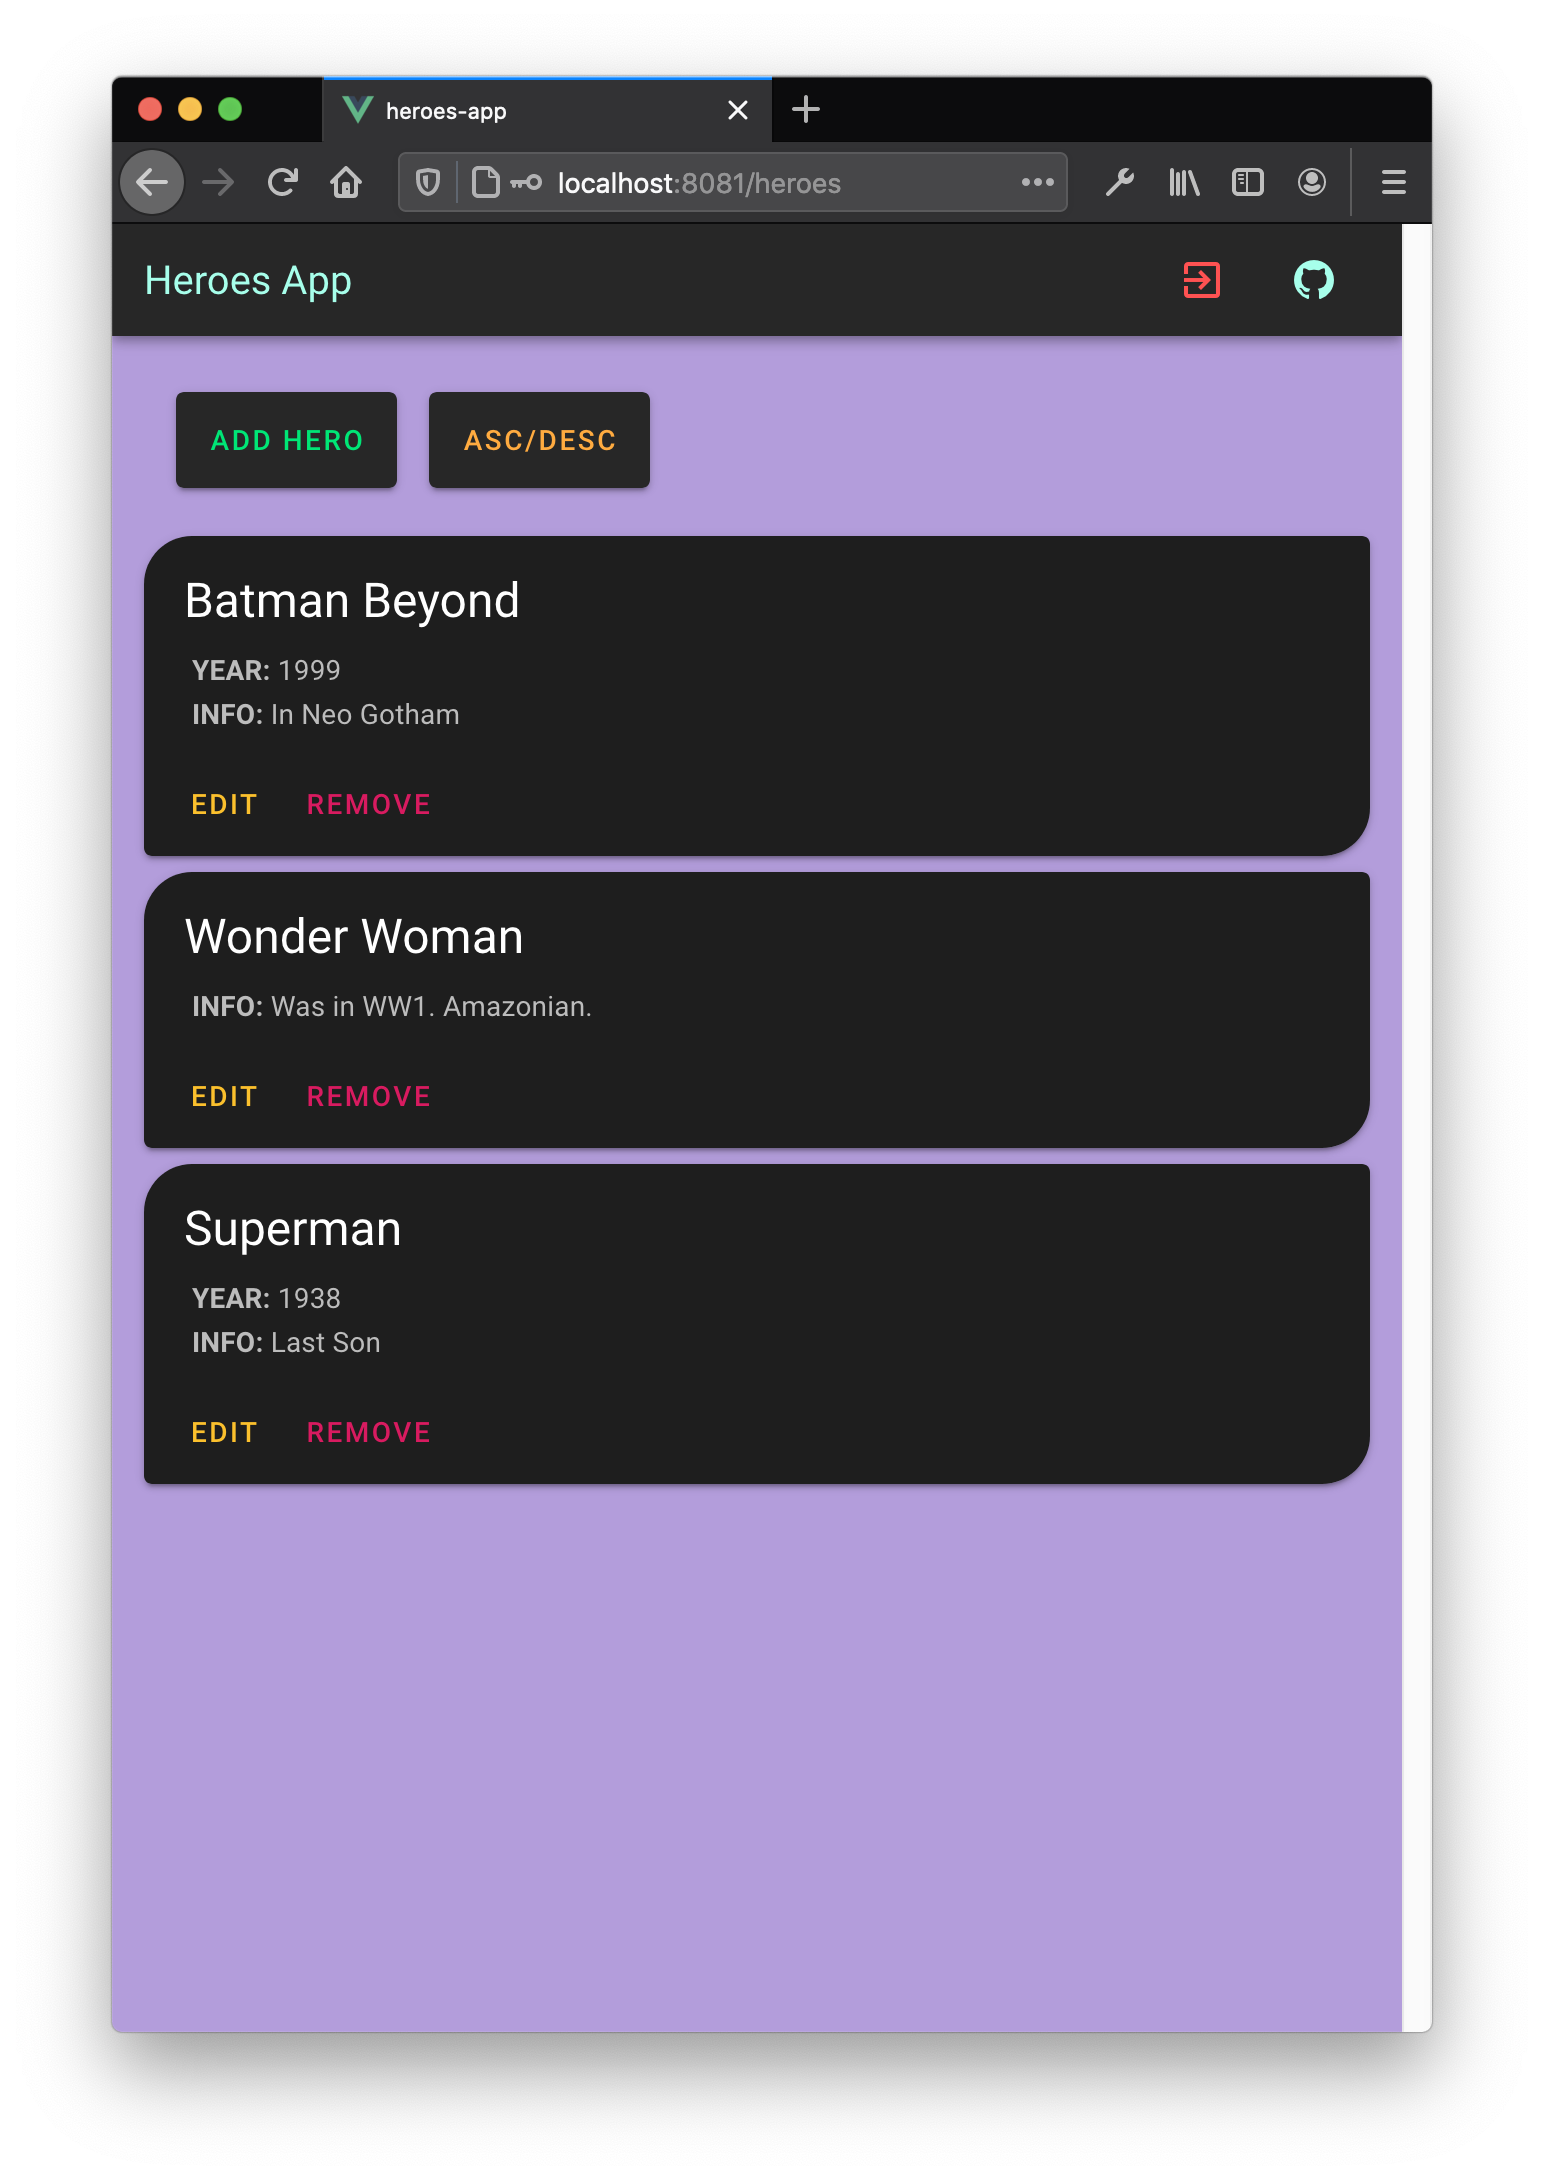 heroes-app
localhost:8081/heroes
Heroes App
ADD HERO
ASC/DESC
Batman Beyond
YEAR: 1999
INFO: In Neo Gotham
EDIT
REMOVE
Wonder Woman
INFO: Was in WW1. Amazonian.
EDIT
REMOVE
Superman
YEAR: 1938
INFO: Last Son
EDIT
REMOVE